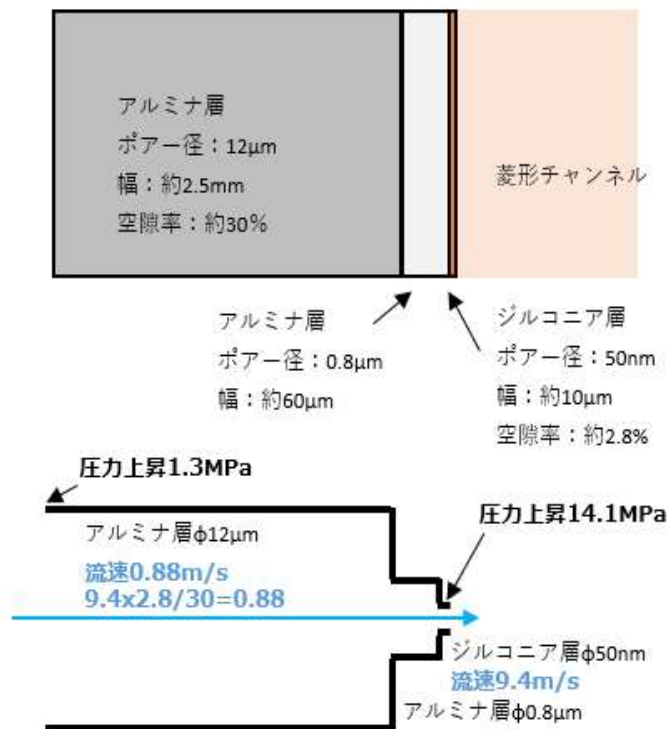 アルミナ層
ポアー径：12μm
幅：約2.5mm
空隙率：約30％
菱形チャンネル
アルミナ層
ポアー径：0.8μm
幅：約60μm
ジルコニア層
ポアー径：50nm
幅：約10μm
空隙率：約2.8%
圧力上昇1.3MPa
圧力上昇14.1MPa
アルミナ層φ12μm
流速0.88m/s
9.4x2.8/30=0.88
ジルコニア層φ50nm
流速9.4m/s
アルミナ層φ0.8μm